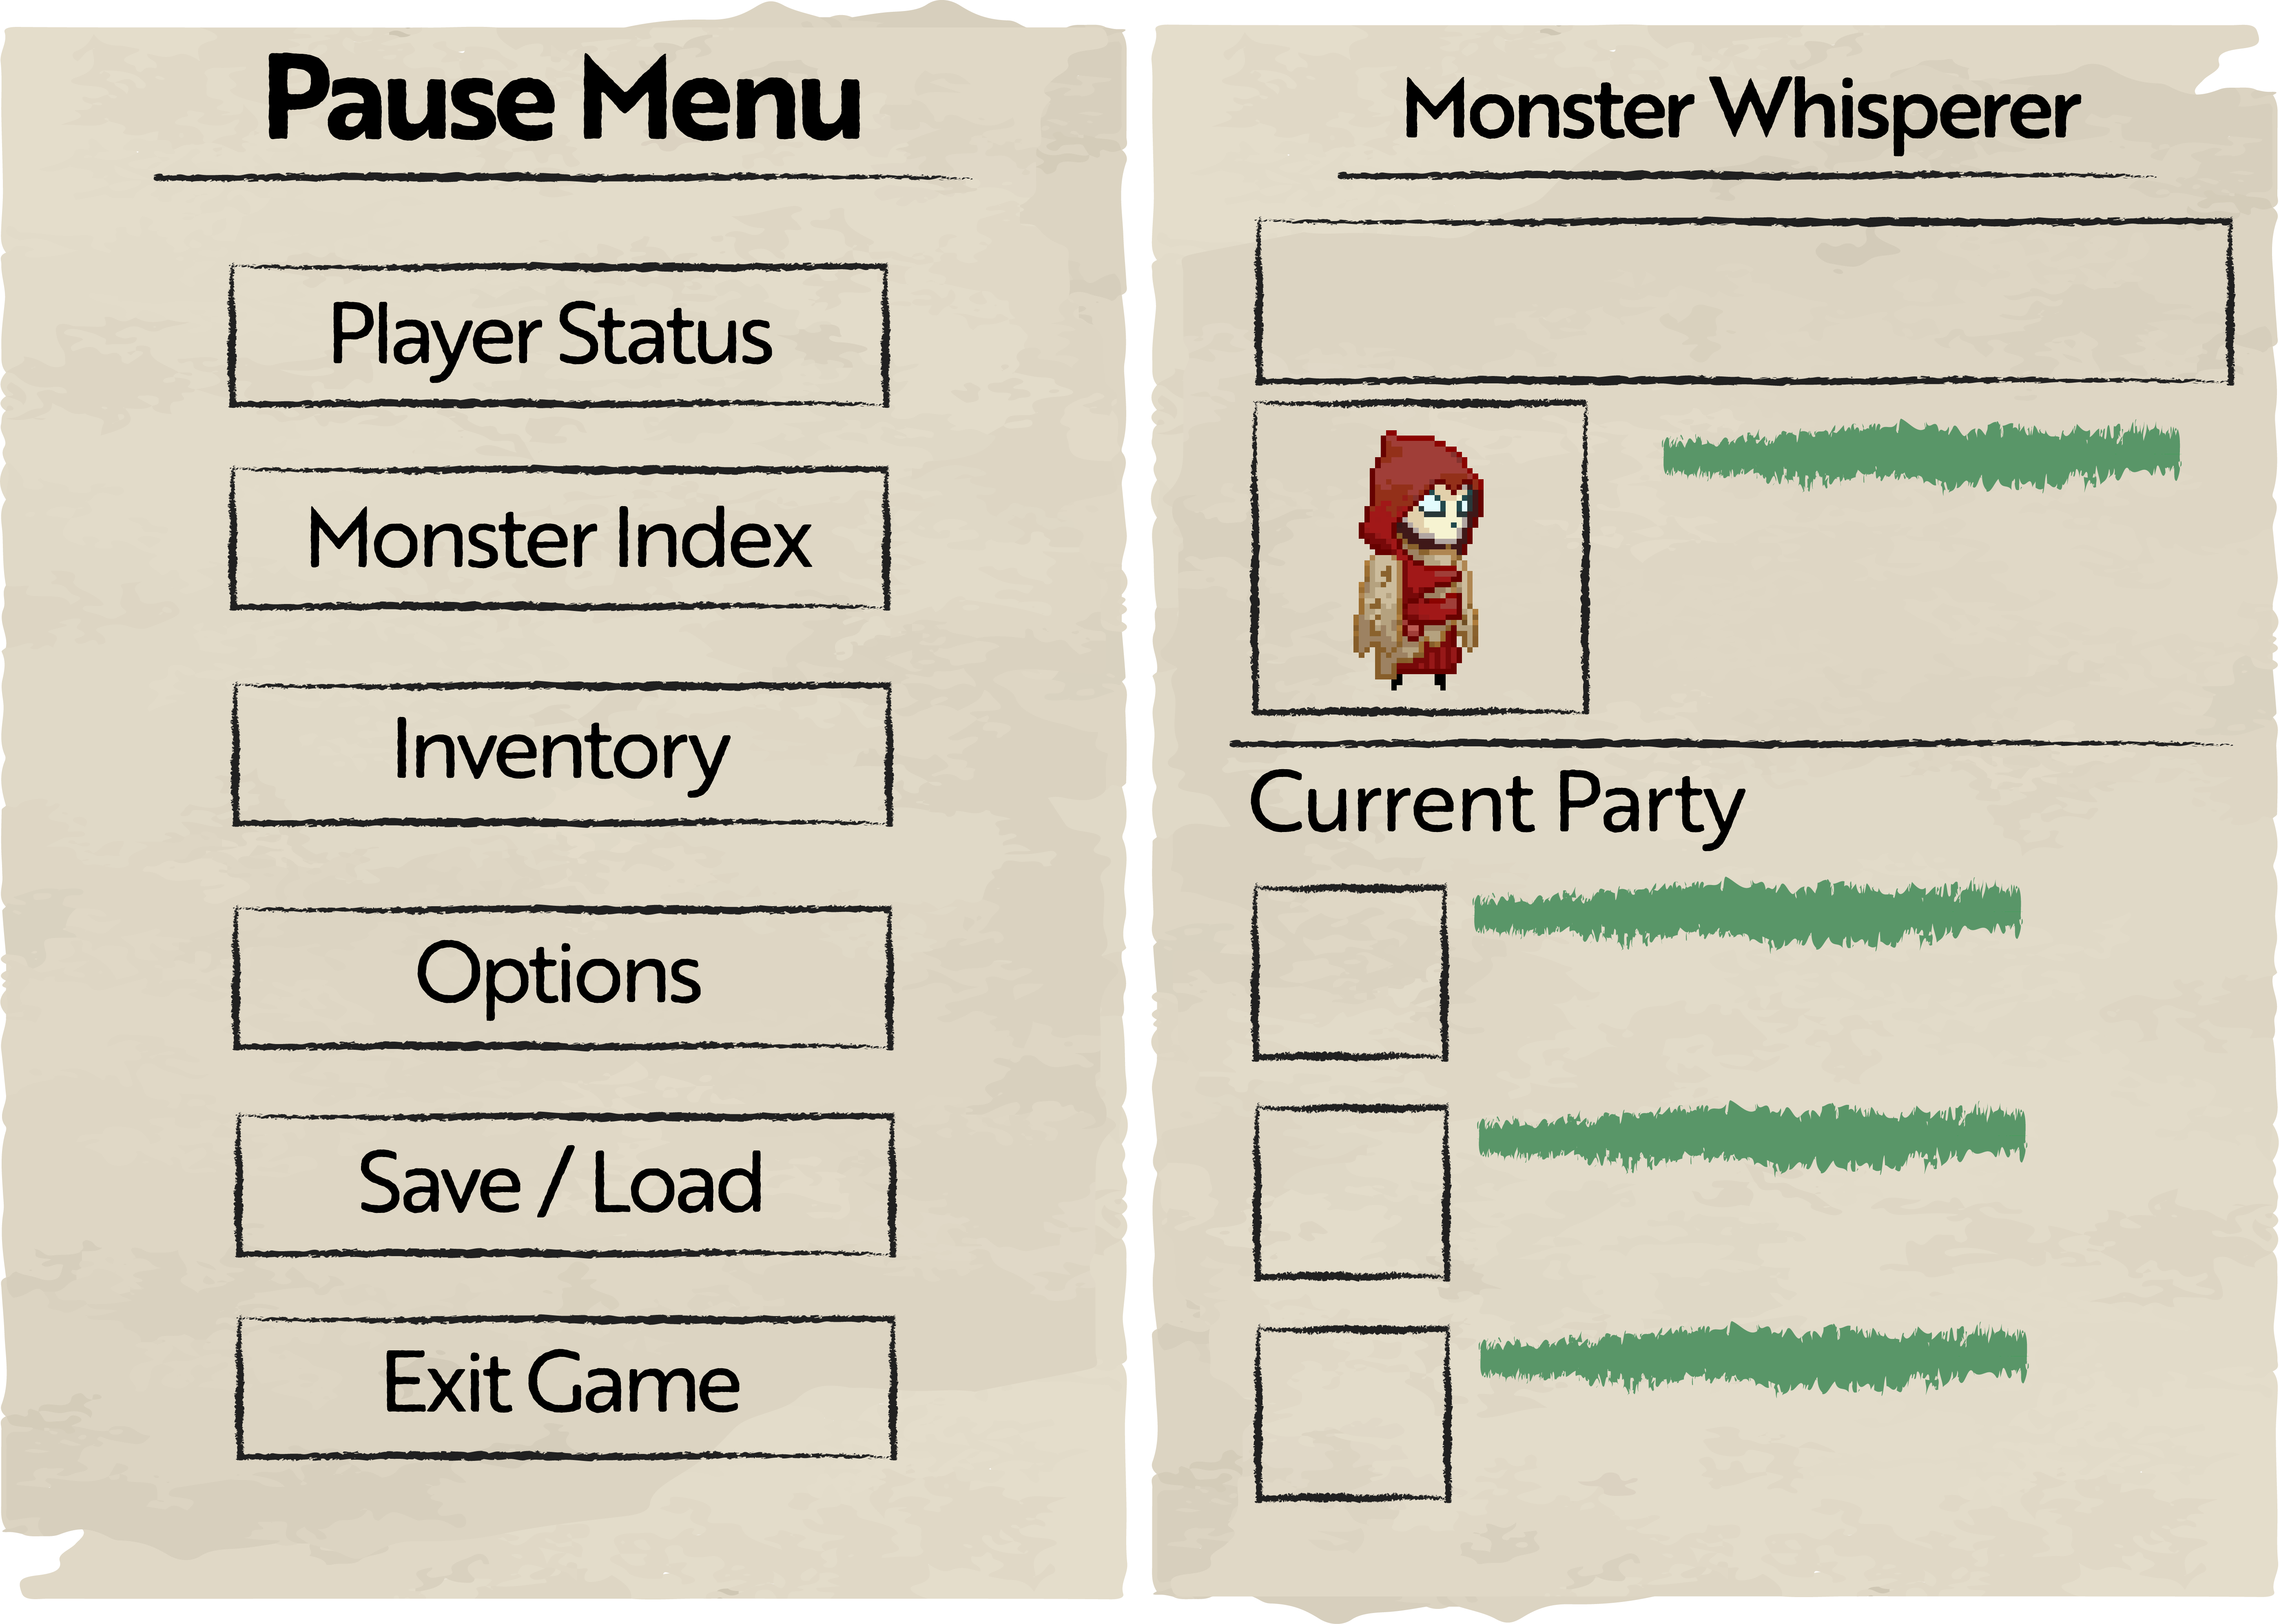 Pause Menu
Player Status
Monster Index
Inventory
Options
Save / Load
Exit Game
Monster Whisperer
Current Party